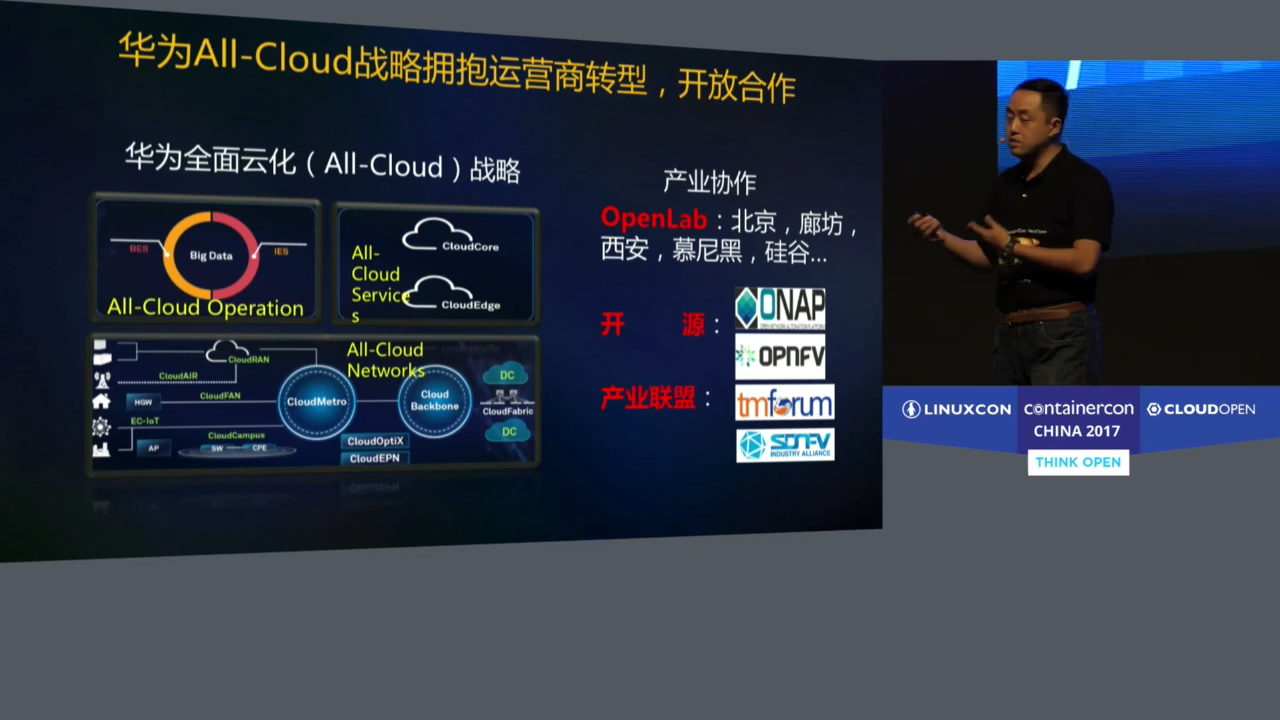 华为All-Cloud战略拥抱运营商转型，开放合作
华为全面云化（All-Cloud）战略
BES
Big Data
IES
All-Cloud Operation
All-
Cloud
Service
s
CloudCore
CloudEdge
All-Cloud
Networks
CloudRAN
CloudAIR
HGW
CloudFAN
EC-IoT
AP
CloudCampus
SW
CPE
CloudMetro
Cloud
Backbone
CloudOptiX
CloudEPN
DC
CloudFabric
DC
产业协作
OpenLab：北京，廊坊，
西安，慕尼黑，硅谷...
开 源：
ONAP
OPEN NETWORK AUTOMATION PLATFORM
OPNFV
产业联盟：
tmforum
SDNFV
INDUSTRY ALLIANCE
LINUXCON
containercon
CLOUDOPEN
CHINA 2017
THINK OPEN